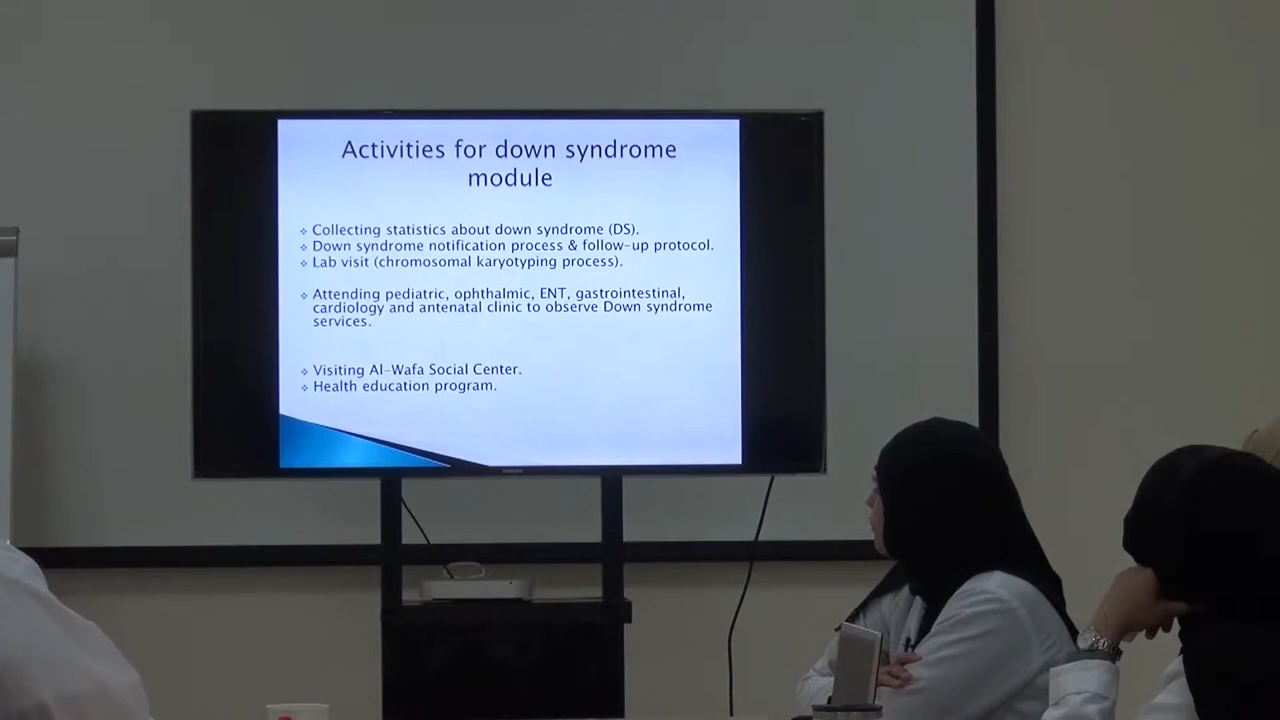 Activities for down syndrome
module
❖ Collecting statistics about down syndrome (DS).
❖ Down syndrome notification process & follow-up protocol.
❖ Lab visit (chromosomal karyotyping process).
❖ Attending pediatric, ophthalmic, ENT, gastrointestinal,
cardiology and antenatal clinic to observe Down syndrome
services.
❖ Visiting Al-Wafa Social Center.
❖ Health education program.